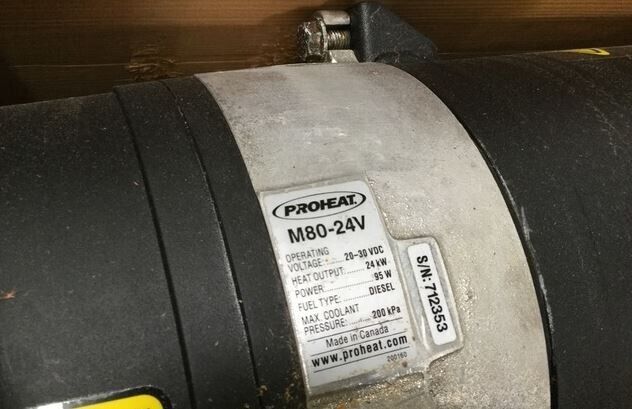 PROHEAT.
M80-24V
OPERATING
VOLTAGE:......20-30 VDC
HEAT OUTPUT:......24 kW
POWER......95 W
FUEL TYPE:......DIESEL
MAX. COOLANT
PRESSURE:......200 kPa
Made in Canada
www.proheat.com
200160
S/N: 712353